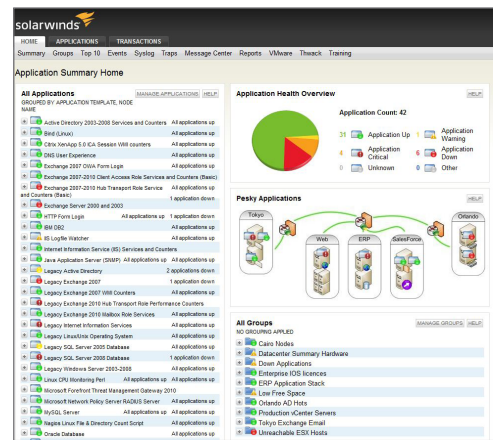 solarwinds
HOME APPLICATIONS TRANSACTIONS
Summary Groups Top 10 Events Syslog Traps Message Center Reports VMware Thwack Training
Application Summary Home
All Applications MANAGE APPLICATIONS HELP
GROUPED BY APPLICATION TEMPLATE, NODE
NAME
Active Directory 2003-2008 Services and Counters All applications up
Bind (Linux) All applications up
Citrix XenApp 5.0 ICA Session WMI counters All applications up
DNS User Experience All applications up
Exchange 2007 OWA Form Login All applications up
Exchange 2007-2010 Client Access Role Services and Counters (Basic)
Exchange 2007-2010 Hub Transport Role Service All applications up
and Counters (Basic)
1 application down
Exchange Server 2000 and 2003
HTTP Form Login All applications up 1 application down
IBM DB2 All applications up
IIS Logfile Watcher All applications up
Internet Information Service (IIS) Services and Counters
Java Application Server (SNMP) All applications up All applications up
Legacy Active Directory 2 applications down
Legacy Exchange 2007 1 application down
Legacy Exchange 2007 WMI Counters All applications up
Legacy Exchange 2010 Hub Transport Role Performance Counters
Legacy Exchange 2010 Mailbox Role Services All applications up
Legacy Internet Information Services All applications up
Legacy Linux/Unix Operating System All applications up
Legacy SQL Server 2005 Database All applications up
Legacy SQL Server 2008 Database 1 application down
Legacy Windows Server 2003-2008 All applications up
Linux CPU Monitoring Perl All applications up All applications up
Microsoft Forefront Threat Management Gateway 2010
Microsoft Network Policy Server RADIUS Server All applications up
MySQL Server All applications up All applications up
Nagios Linux File & Directory Count Script All applications up
Oracle Database All applications up
Application Health Overview HELP
Application Count: 42
31 Application Up 1 Application Warning
4 Application Critical 6 Application Down
0 Unknown 0 Other
Pesky Applications HELP
Tokyo Orlando
Web ERP SalesForce
All Groups MANAGE GROUPS HELP
NO GROUPING APPLIED
Cairo Nodes
Datacenter Summary Hardware
Down Applications
Enterprise IOS licences
ERP Application Stack
Low Free Space
Orlando AD Hots
Production vCenter Servers
Tokyo Exchange Email
Unreachable ESX Hosts